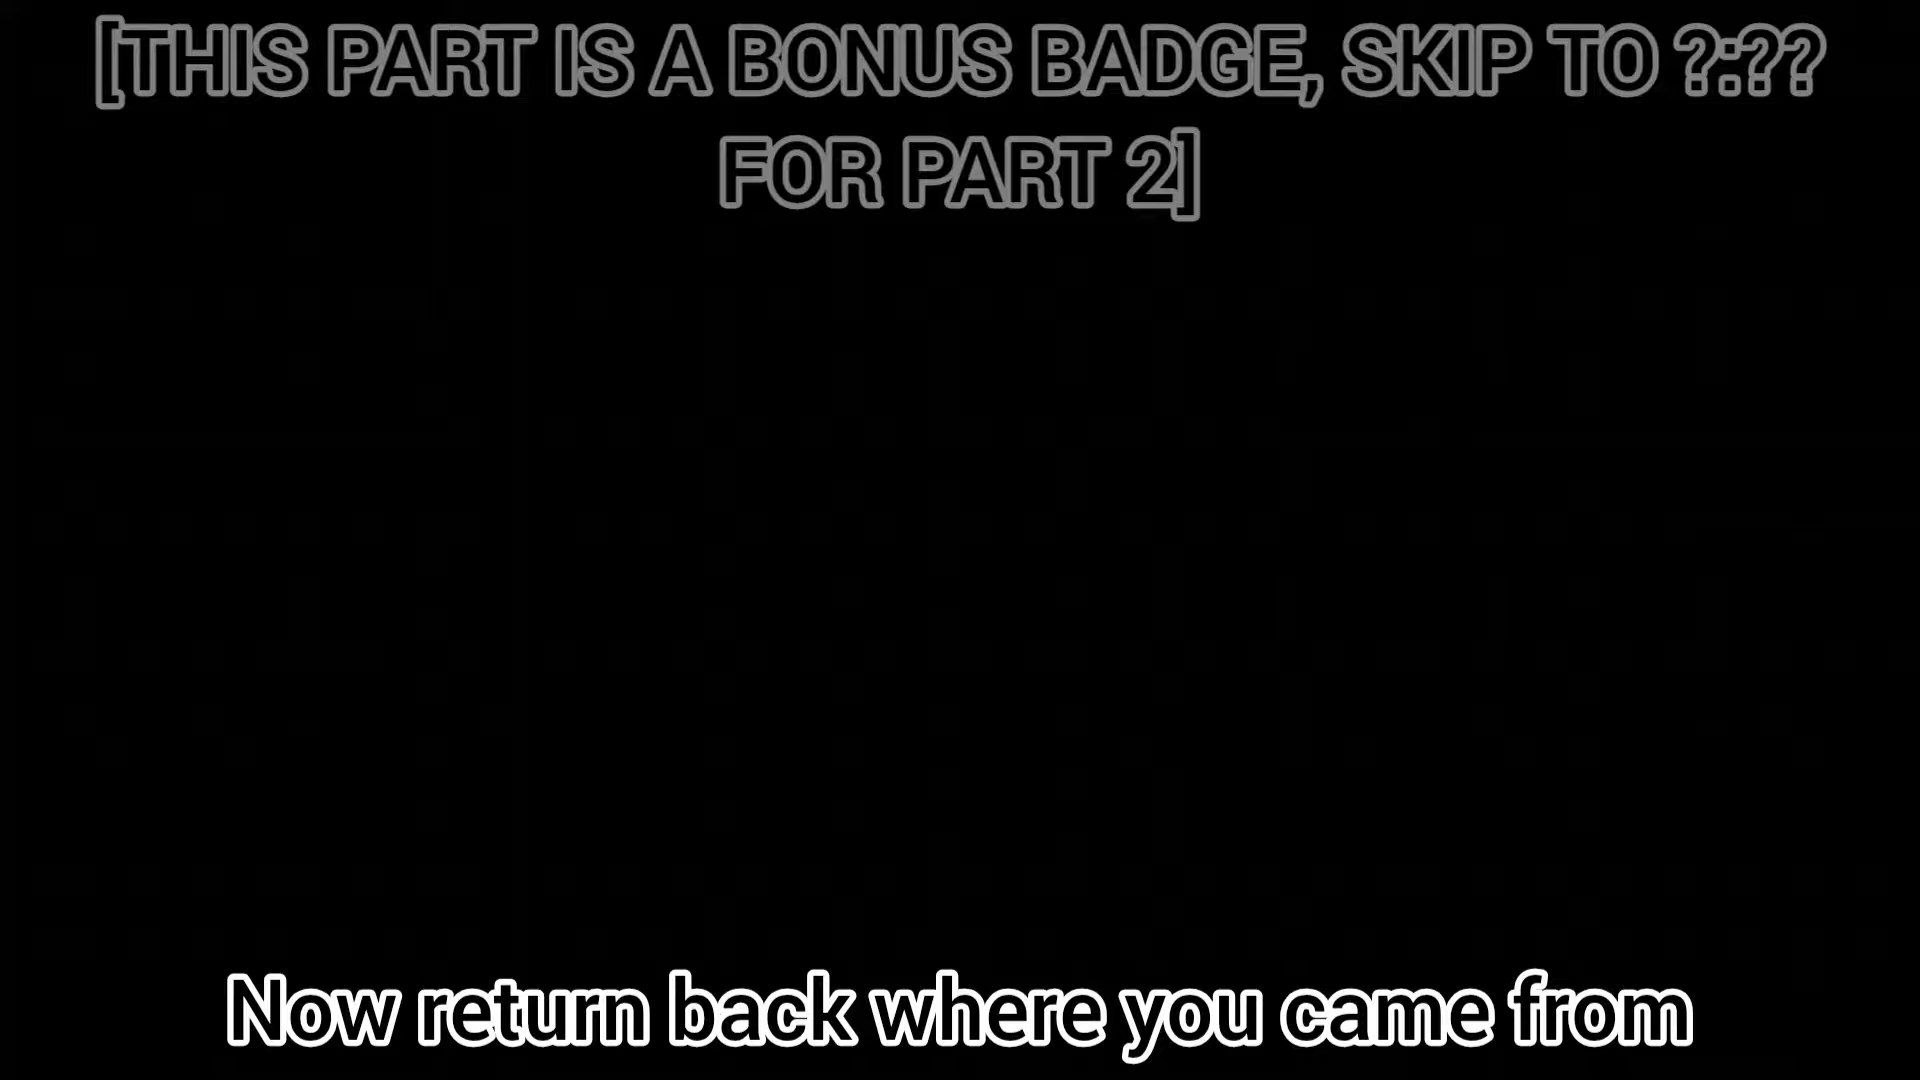 [THIS PART IS A BONUS BADGE, SKIP TO ?:??
FOR PART 2]
Now return back where you came from